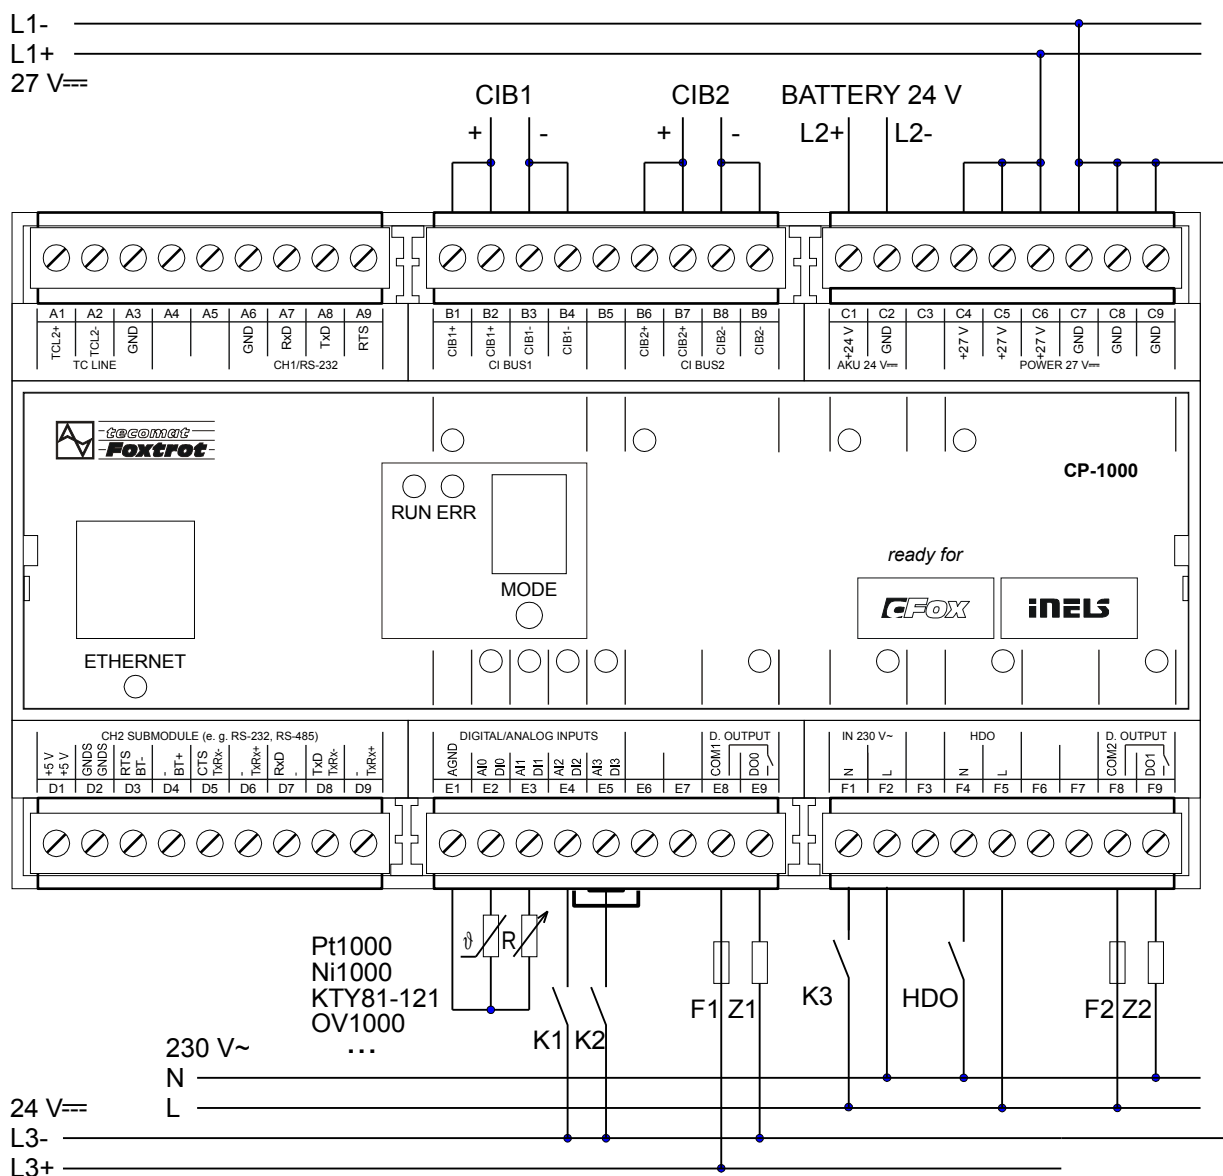 L1-
L1+
27 V⎓
CIB1 CIB2 BATTERY 24 V
+ - + - L2+ L2-
A1 A2 A3 A4 A5 A6 A7 A8 A9 B1 B2 B3 B4 B5 B6 B7 B8 B9 C1 C2 C3 C4 C5 C6 C7 C8 C9
TCL2+ TCL2- GND GND RxD TxD RTS CIB1+ CIB1+ CIB1- CIB1- CIB2+ CIB2+ CIB2- CIB2- +24 V GND +27 V +27 V +27 V GND GND GND
TC LINE CH1/RS-232 CI BUS1 CI BUS2 AKU 24 V⎓ POWER 27 V⎓
tecomat
Foxtrot
CP-1000
RUN ERR
MODE
ready for
CFox iNELS
ETHERNET
CH2 SUBMODULE (e. g. RS-232, RS-485) DIGITAL/ANALOG INPUTS D. OUTPUT IN 230 V~ HDO D. OUTPUT
+5 V GNDS RTS - CTS - RxD TxD - AGND AI0 AI1 AI2 AI3 COM1 DO0 N L N L COM2 DO1
+5 V GNDS BT- BT+ TxRx- TxRx+ - TxRx- TxRx+ DI0 DI1 DI2 DI3
D1 D2 D3 D4 D5 D6 D7 D8 D9 E1 E2 E3 E4 E5 E6 E7 E8 E9 F1 F2 F3 F4 F5 F6 F7 F8 F9
ϑ R
Pt1000
Ni1000
KTY81-121
OV1000
...
K1 K2 F1 Z1 K3 HDO F2 Z2
230 V~
N
L
24 V⎓
L3-
L3+